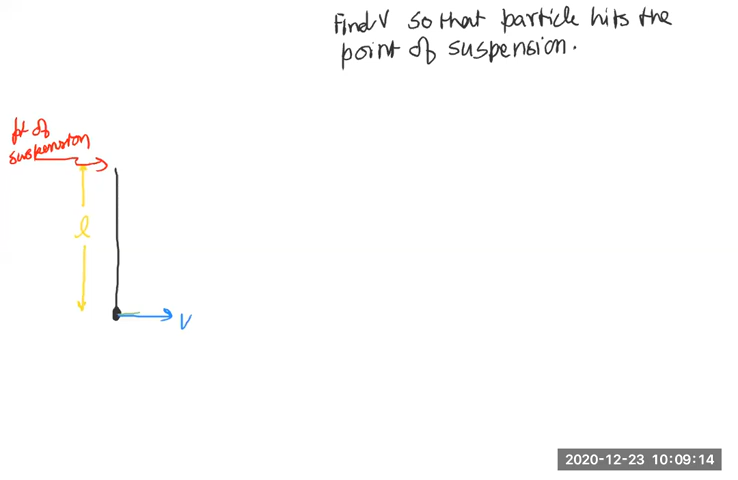 Find V so that particle hits the
point of suspension.
pt of
suspension
l
V
2020-12-23 10:09:14